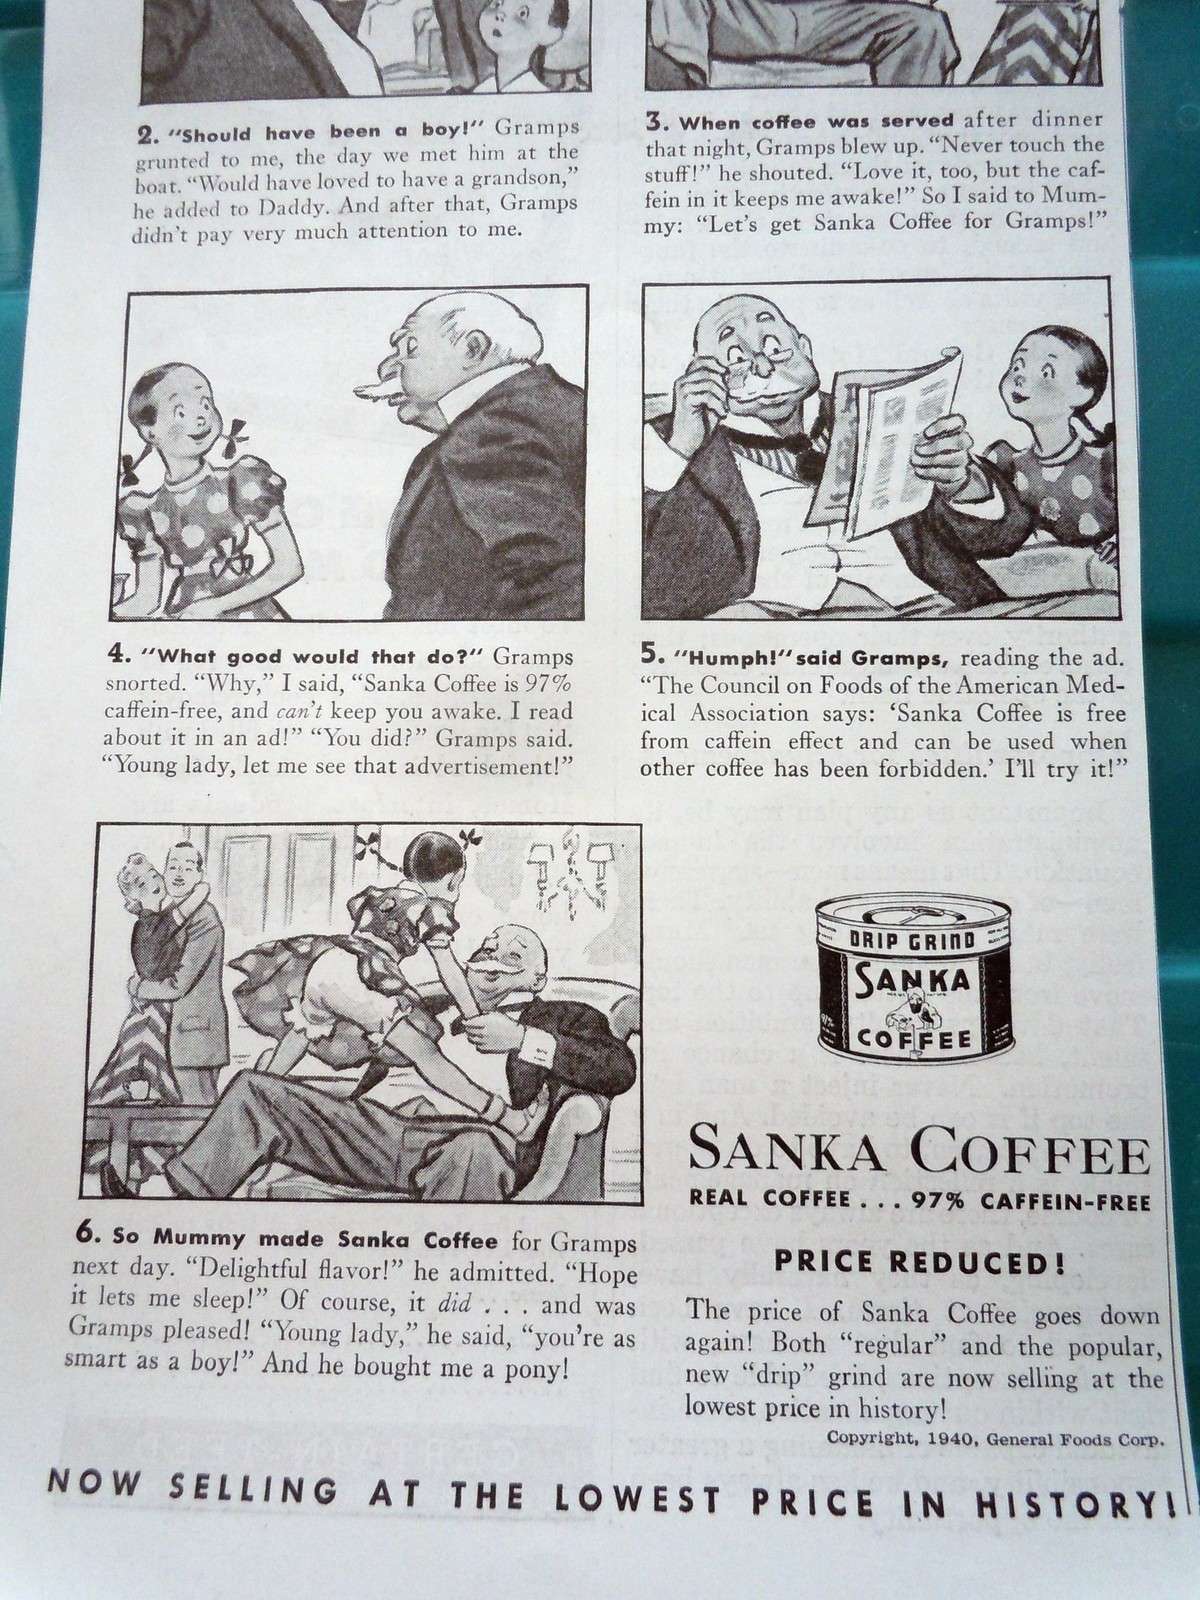 2. "Should have been a boy!" Gramps
grunted to me, the day we met him at the
boat. "Would have loved to have a grandson,"
he added to Daddy. And after that, Gramps
didn't pay very much attention to me.
3. When coffee was served after dinner
that night, Gramps blew up. "Never touch the
stuff!" he shouted. "Love it, too, but the caf-
fein in it keeps me awake!" So I said to Mum-
my: "Let's get Sanka Coffee for Gramps!"
4. "What good would that do?" Gramps
snorted. "Why," I said, "Sanka Coffee is 97%
caffein-free, and can't keep you awake. I read
about it in an ad!" "You did?" Gramps said.
"Young lady, let me see that advertisement!"
5. "Humph!" said Gramps, reading the ad.
"The Council on Foods of the American Med-
ical Association says: 'Sanka Coffee is free
from caffein effect and can be used when
other coffee has been forbidden.' I'll try it!"
6. So Mummy made Sanka Coffee for Gramps
next day. "Delightful flavor!" he admitted. "Hope
it lets me sleep!" Of course, it did . . . and was
Gramps pleased! "Young lady," he said, "you're as
smart as a boy!" And he bought me a pony!
DRIP GRIND
SANKA
COFFEE
97%
SANKA COFFEE
REAL COFFEE . . . 97% CAFFEIN-FREE
PRICE REDUCED!
The price of Sanka Coffee goes down
again! Both "regular" and the popular,
new "drip" grind are now selling at the
lowest price in history!
Copyright, 1940, General Foods Corp.
NOW SELLING AT THE LOWEST PRICE IN HISTORY!